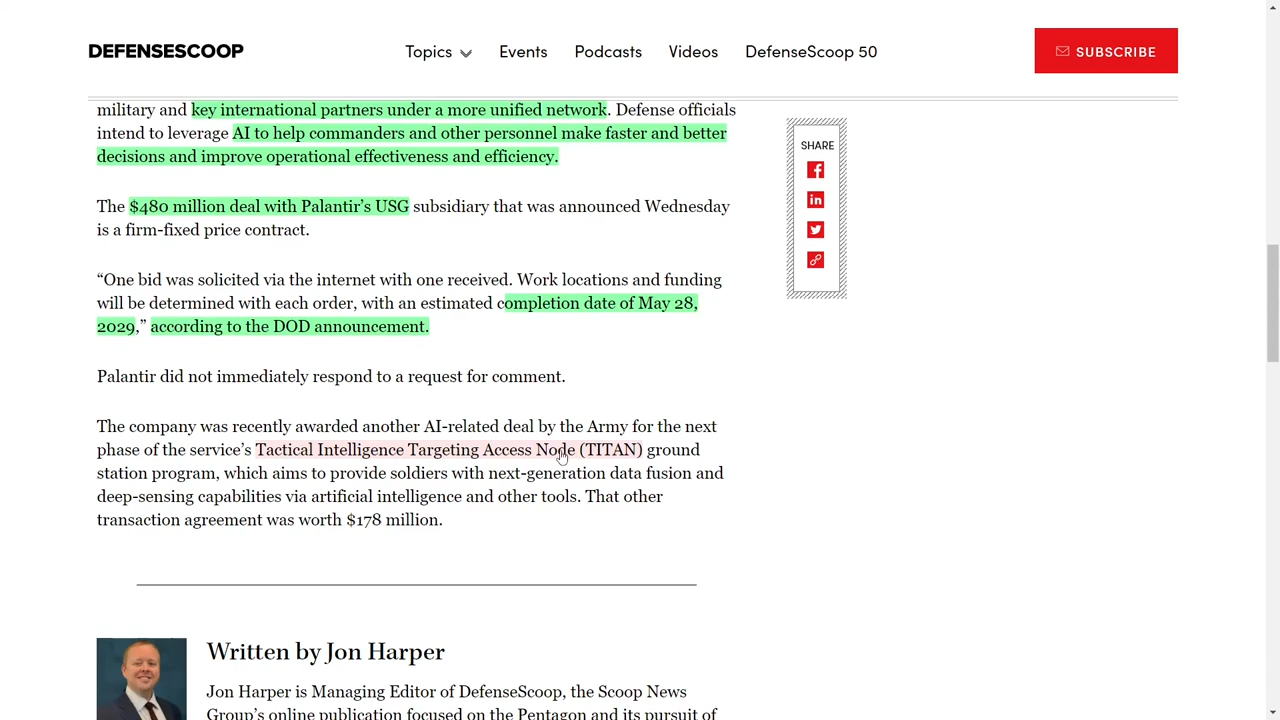 DEFENSESCOOP
Topics
Events
Podcasts
Videos
DefenseScoop 50
SUBSCRIBE
military and key international partners under a more unified network. Defense officials
intend to leverage AI to help commanders and other personnel make faster and better
decisions and improve operational effectiveness and efficiency.
The $480 million deal with Palantir’s USG subsidiary that was announced Wednesday
is a firm-fixed price contract.
“One bid was solicited via the internet with one received. Work locations and funding
will be determined with each order, with an estimated completion date of May 28,
2029,” according to the DOD announcement.
Palantir did not immediately respond to a request for comment.
The company was recently awarded another AI-related deal by the Army for the next
phase of the service’s Tactical Intelligence Targeting Access Node (TITAN) ground
station program, which aims to provide soldiers with next-generation data fusion and
deep-sensing capabilities via artificial intelligence and other tools. That other
transaction agreement was worth $178 million.
SHARE
Written by Jon Harper
Jon Harper is Managing Editor of DefenseScoop, the Scoop News
Group’s online publication focused on the Pentagon and its pursuit of